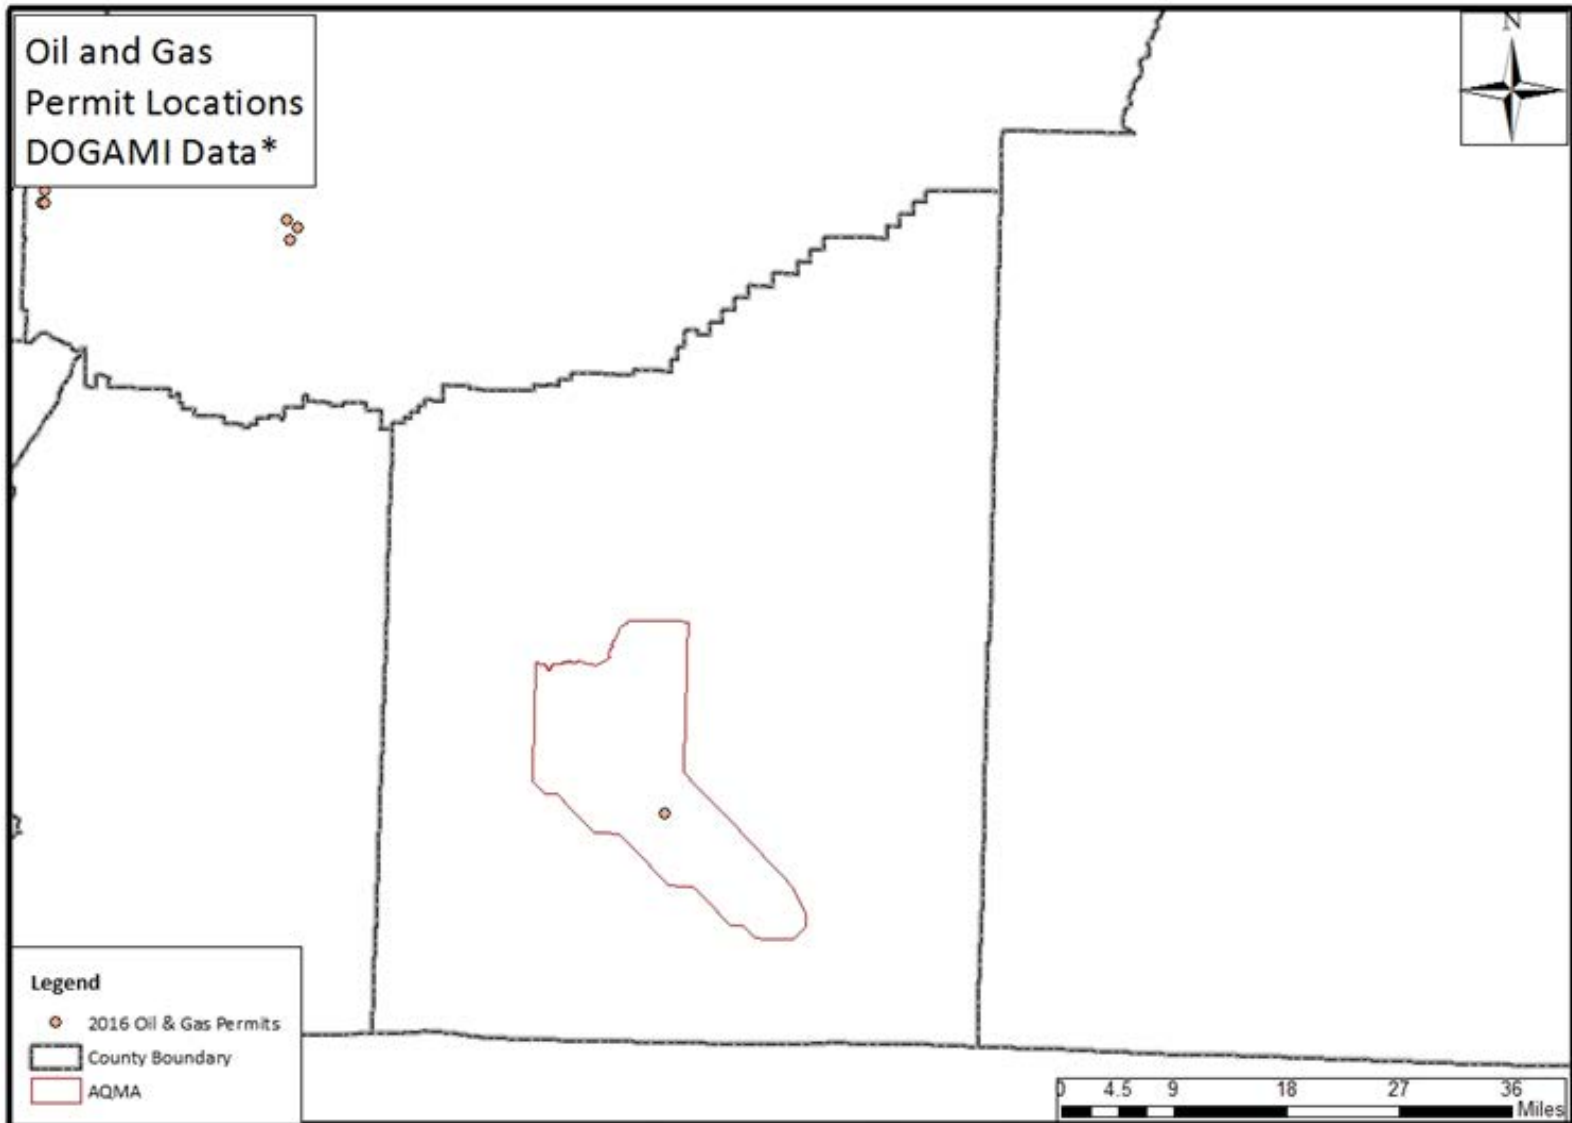 Oil and Gas
Permit Locations
DOGAMI Data*
N
Legend
2016 Oil & Gas Permits
County Boundary
AQMA
0 4.5 9 18 27 36
Miles